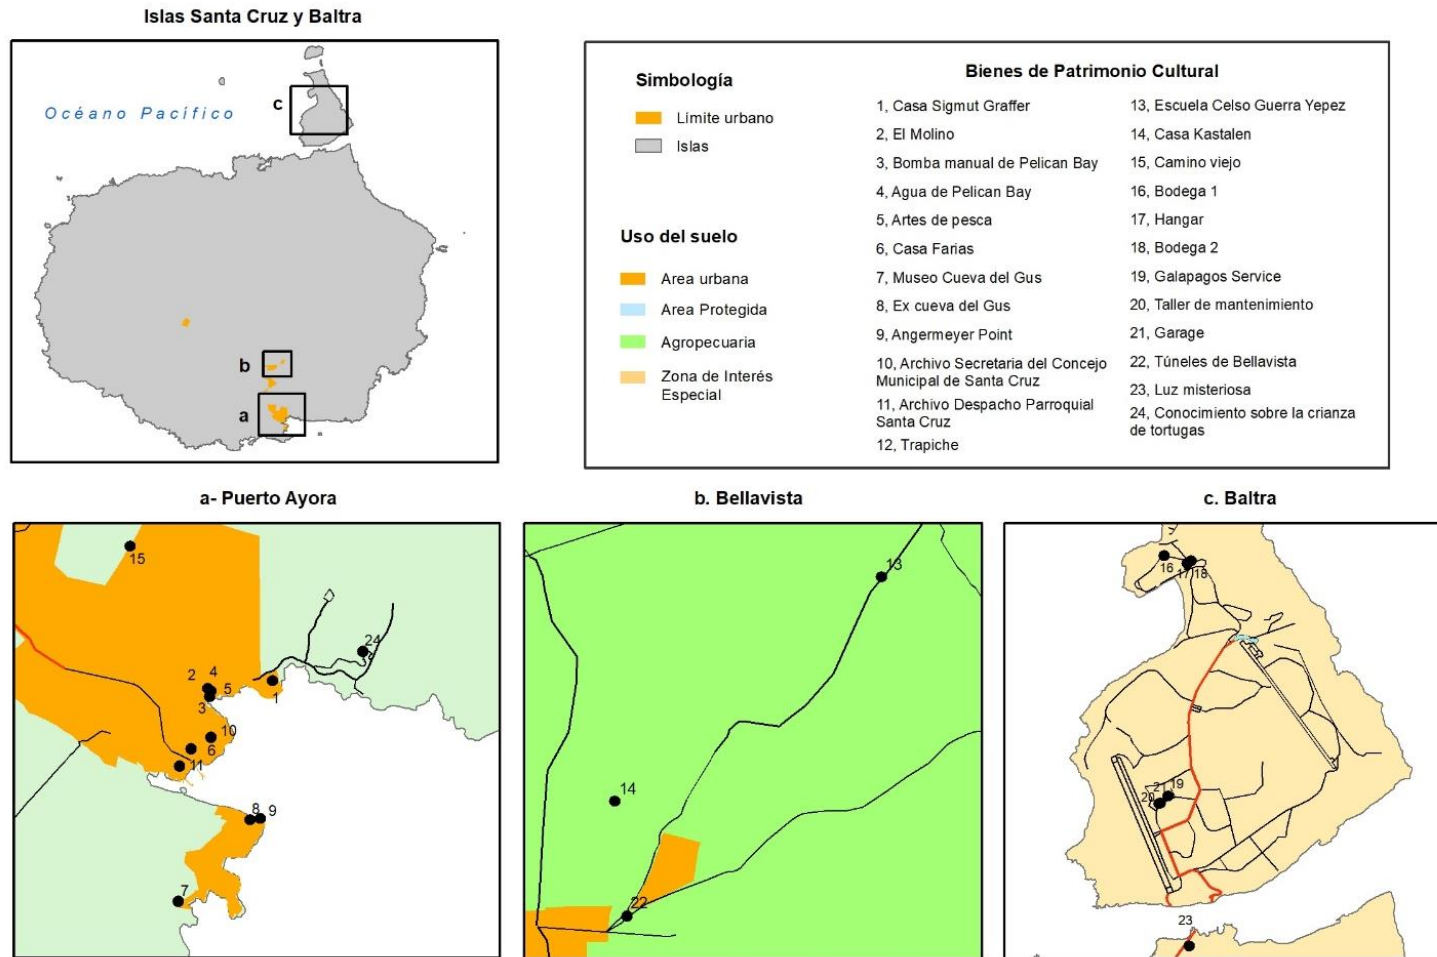 Islas Santa Cruz y Baltra
Océano Pacífico
c
b
a
Simbología
Límite urbano
Islas
Uso del suelo
Area urbana
Area Protegida
Agropecuaria
Zona de Interés
Especial
Bienes de Patrimonio Cultural
1, Casa Sigmut Graffer
2, El Molino
3, Bomba manual de Pelican Bay
4, Agua de Pelican Bay
5, Artes de pesca
6, Casa Farias
7, Museo Cueva del Gus
8, Ex cueva del Gus
9, Angermeyer Point
10, Archivo Secretaria del Concejo
Municipal de Santa Cruz
11, Archivo Despacho Parroquial
Santa Cruz
12, Trapiche
13, Escuela Celso Guerra Yepez
14, Casa Kastalen
15, Camino viejo
16, Bodega 1
17, Hangar
18, Bodega 2
19, Galapagos Service
20, Taller de mantenimiento
21, Garage
22, Túneles de Bellavista
23, Luz misteriosa
24, Conocimiento sobre la crianza
de tortugas
a- Puerto Ayora
15
24
2
4
5
3
1
10
6
11
8
9
7
b. Bellavista
13
14
22
c. Baltra
16
17
18
21
19
20
23